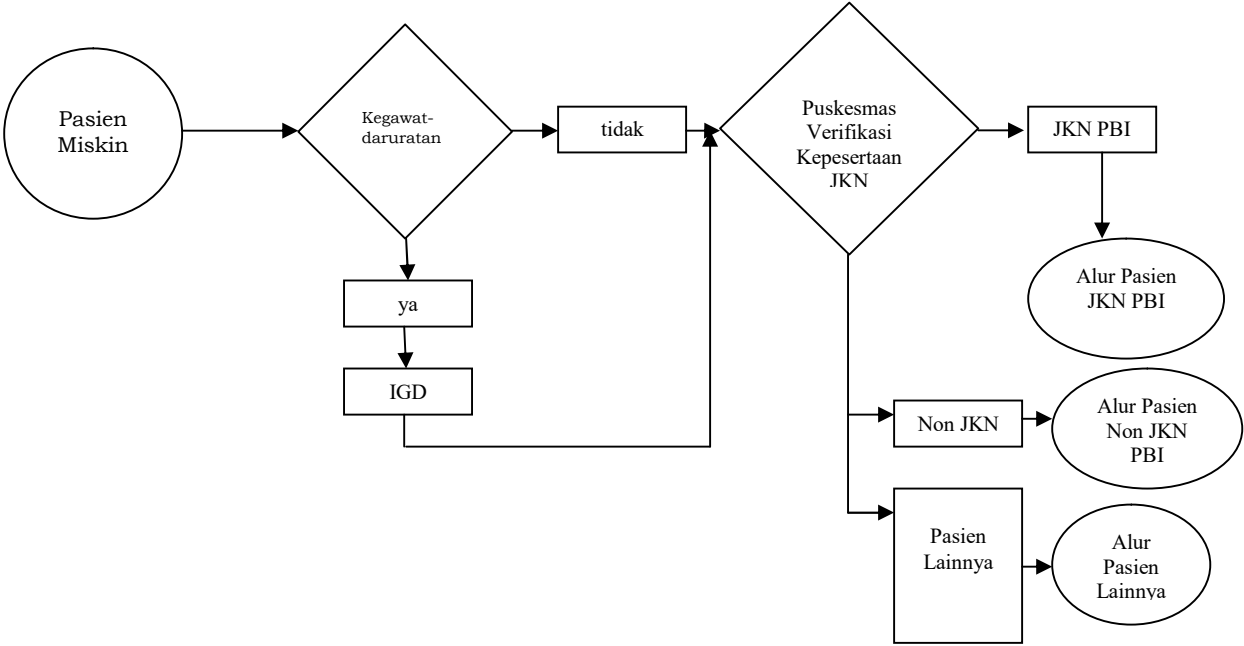 Pasien
Miskin
Kegawat-
daruratan
tidak
ya
IGD
Puskesmas
Verifikasi
Kepesertaan
JKN
JKN PBI
Alur Pasien
JKN PBI
Non JKN
Alur Pasien
Non JKN
PBI
Pasien
Lainnya
Alur
Pasien
Lainnya